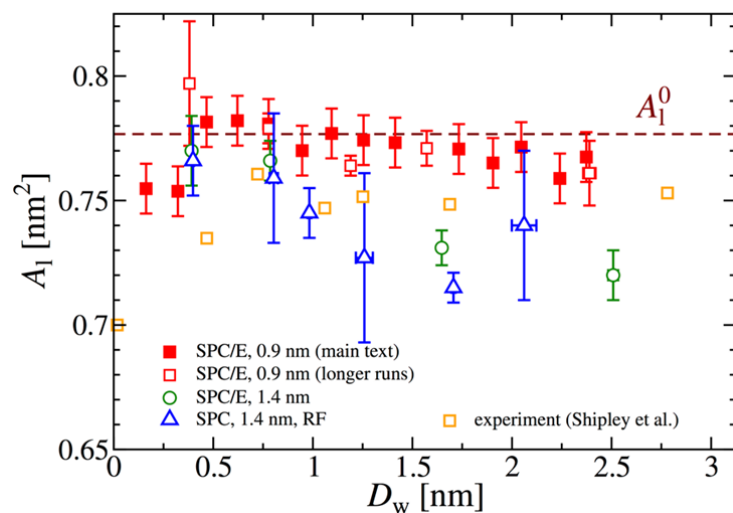 0.8
A_l^0
A_l [nm²]
0.75
0.7
SPC/E, 0.9 nm (main text)
SPC/E, 0.9 nm (longer runs)
SPC/E, 1.4 nm
SPC, 1.4 nm, RF
experiment (Shipley et al.)
0.65
0 0.5 1 1.5 2 2.5 3
D_w [nm]